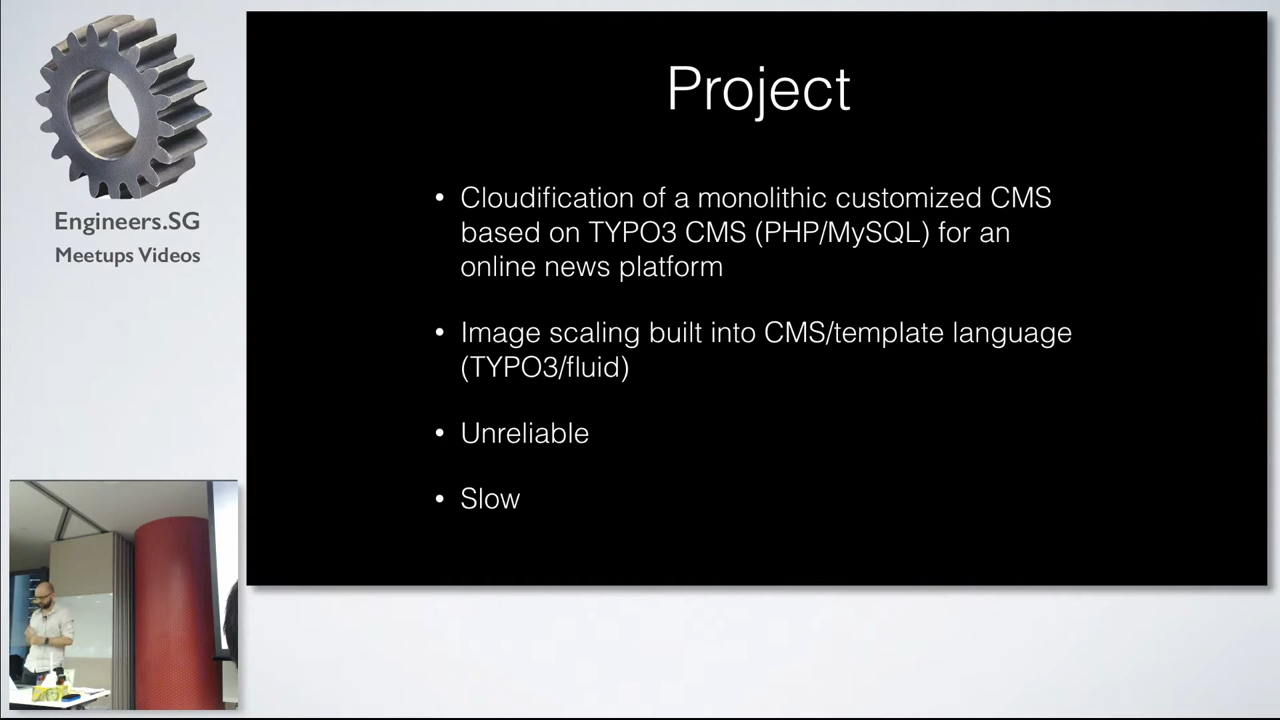 Engineers.SG
Meetups Videos
Project
• Cloudification of a monolithic customized CMS
based on TYPO3 CMS (PHP/MySQL) for an
online news platform
• Image scaling built into CMS/template language
(TYPO3/fluid)
• Unreliable
• Slow